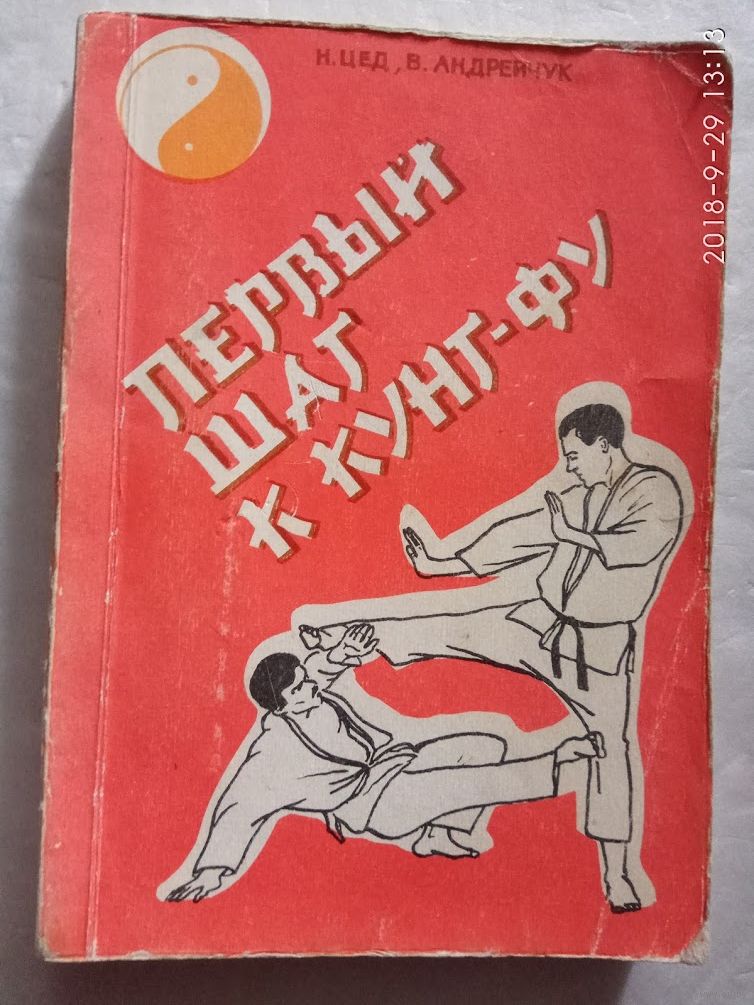 Н. ЦЕД, В. АНДРЕЙЧУК
ПЕРВЫЙ
ШАГ
К КУНГ-ФУ
2018-9-29 13:13